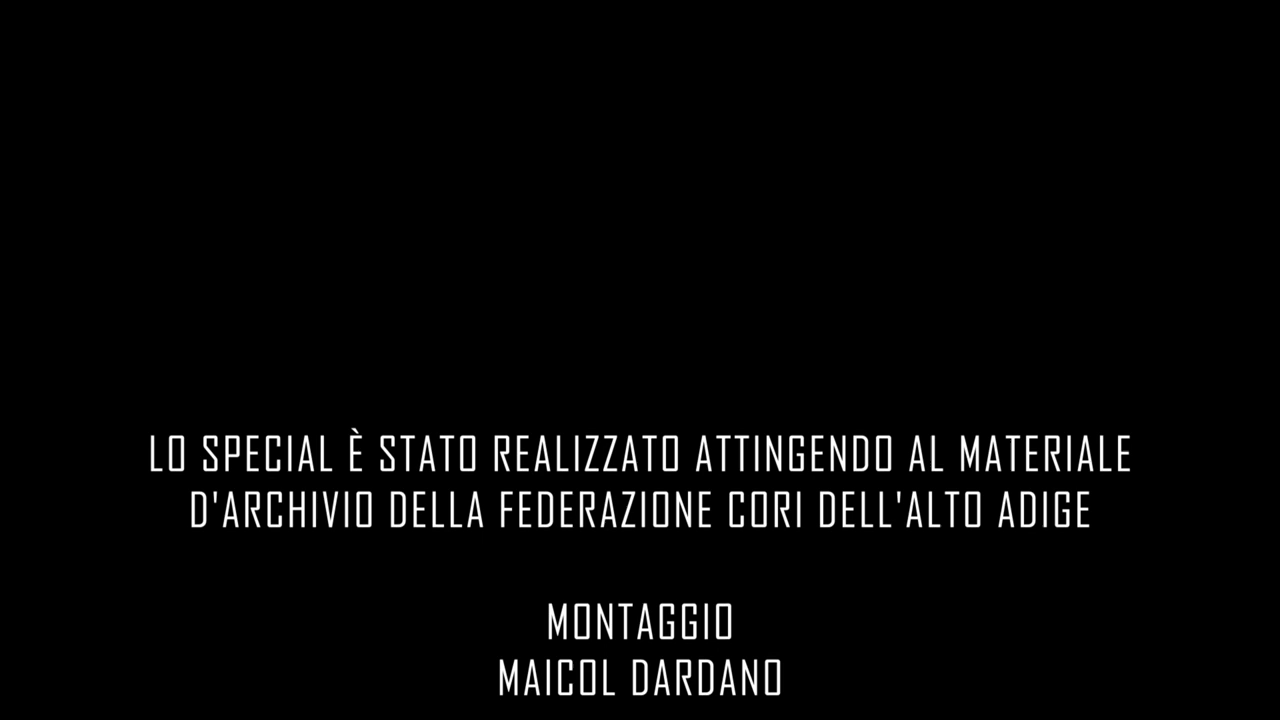 LO SPECIAL È STATO REALIZZATO ATTINGENDO AL MATERIALE
D'ARCHIVIO DELLA FEDERAZIONE CORI DELL'ALTO ADIGE
MONTAGGIO
MAICOL DARDANO